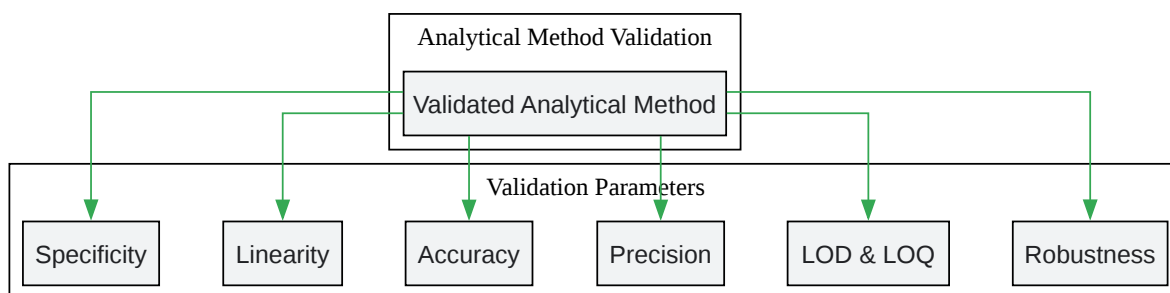 Analytical Method Validation
Validated Analytical Method
Validation Parameters
Specificity
Linearity
Accuracy
Precision
LOD & LOQ
Robustness